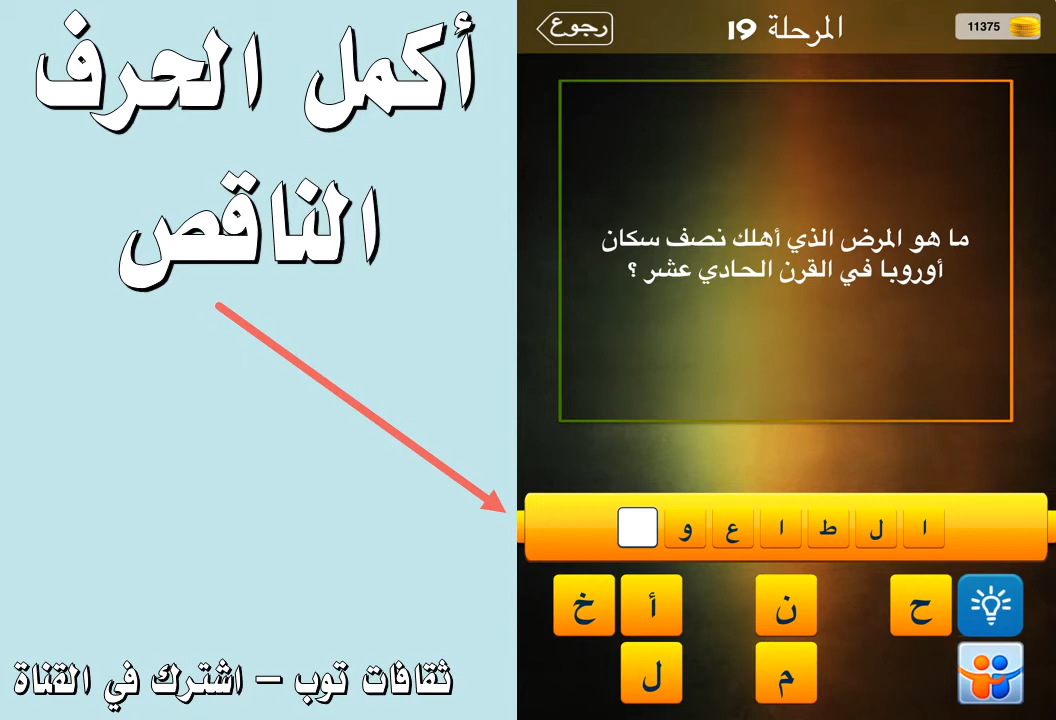 أكمل الحرف
الناقص
ثقافات توب – اشترك في القناة
رجوع
المرحلة 19
11375
ما هو المرض الذي أهلك نصف سكان
أوروبا في القرن الحادي عشر ؟
ا ل ط ا ع و
ح ن أ خ
م ل